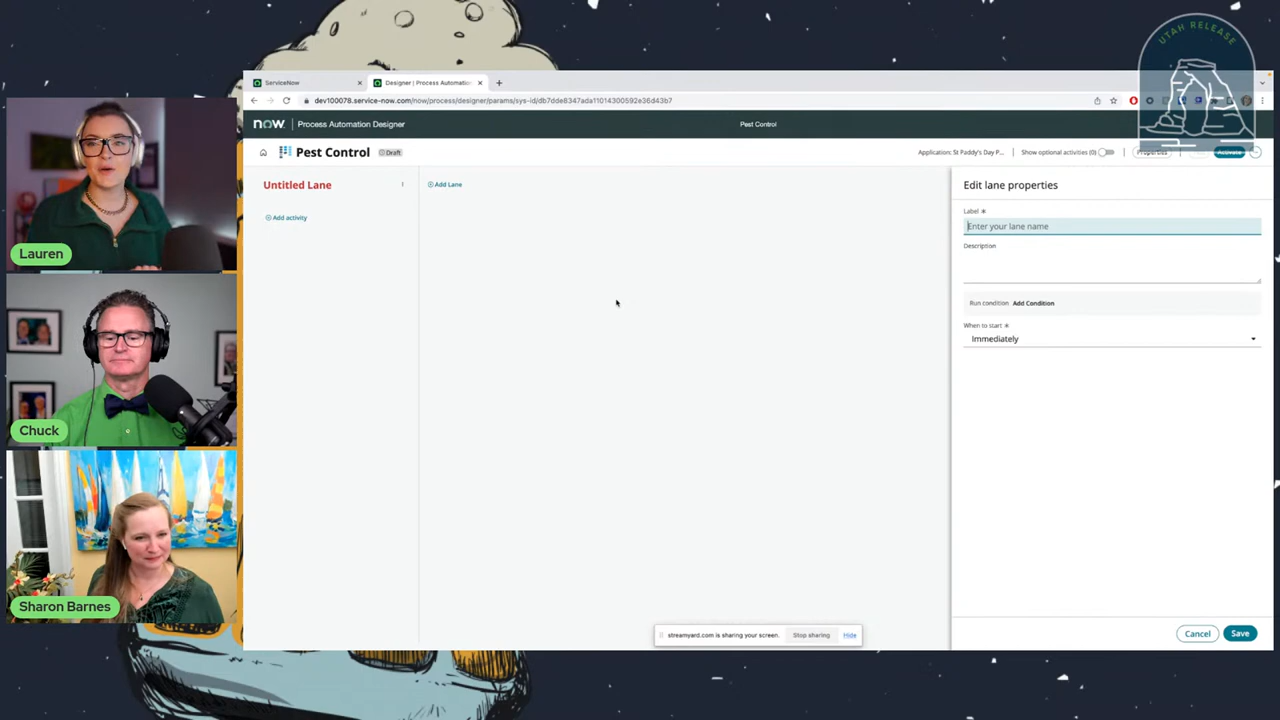 UTAH RELEASE
ServiceNow
Designer | Process Automation
dev100078.service-now.com/now/process/designer/params/sys-id/db7dde8347ada11014300592e36d43b7
now. | Process Automation Designer
Pest Control
Pest Control
Draft
Application: St Paddy's Day P...
Show optional activities (0)
Properties
Activate
Untitled Lane
Add Lane
Add activity
Edit lane properties
Label
Enter your lane name
Description
Run condition Add Condition
When to start
Immediately
Cancel
Save
streamyard.com is sharing your screen.
Stop sharing
Hide
Lauren
Chuck
Sharon Barnes